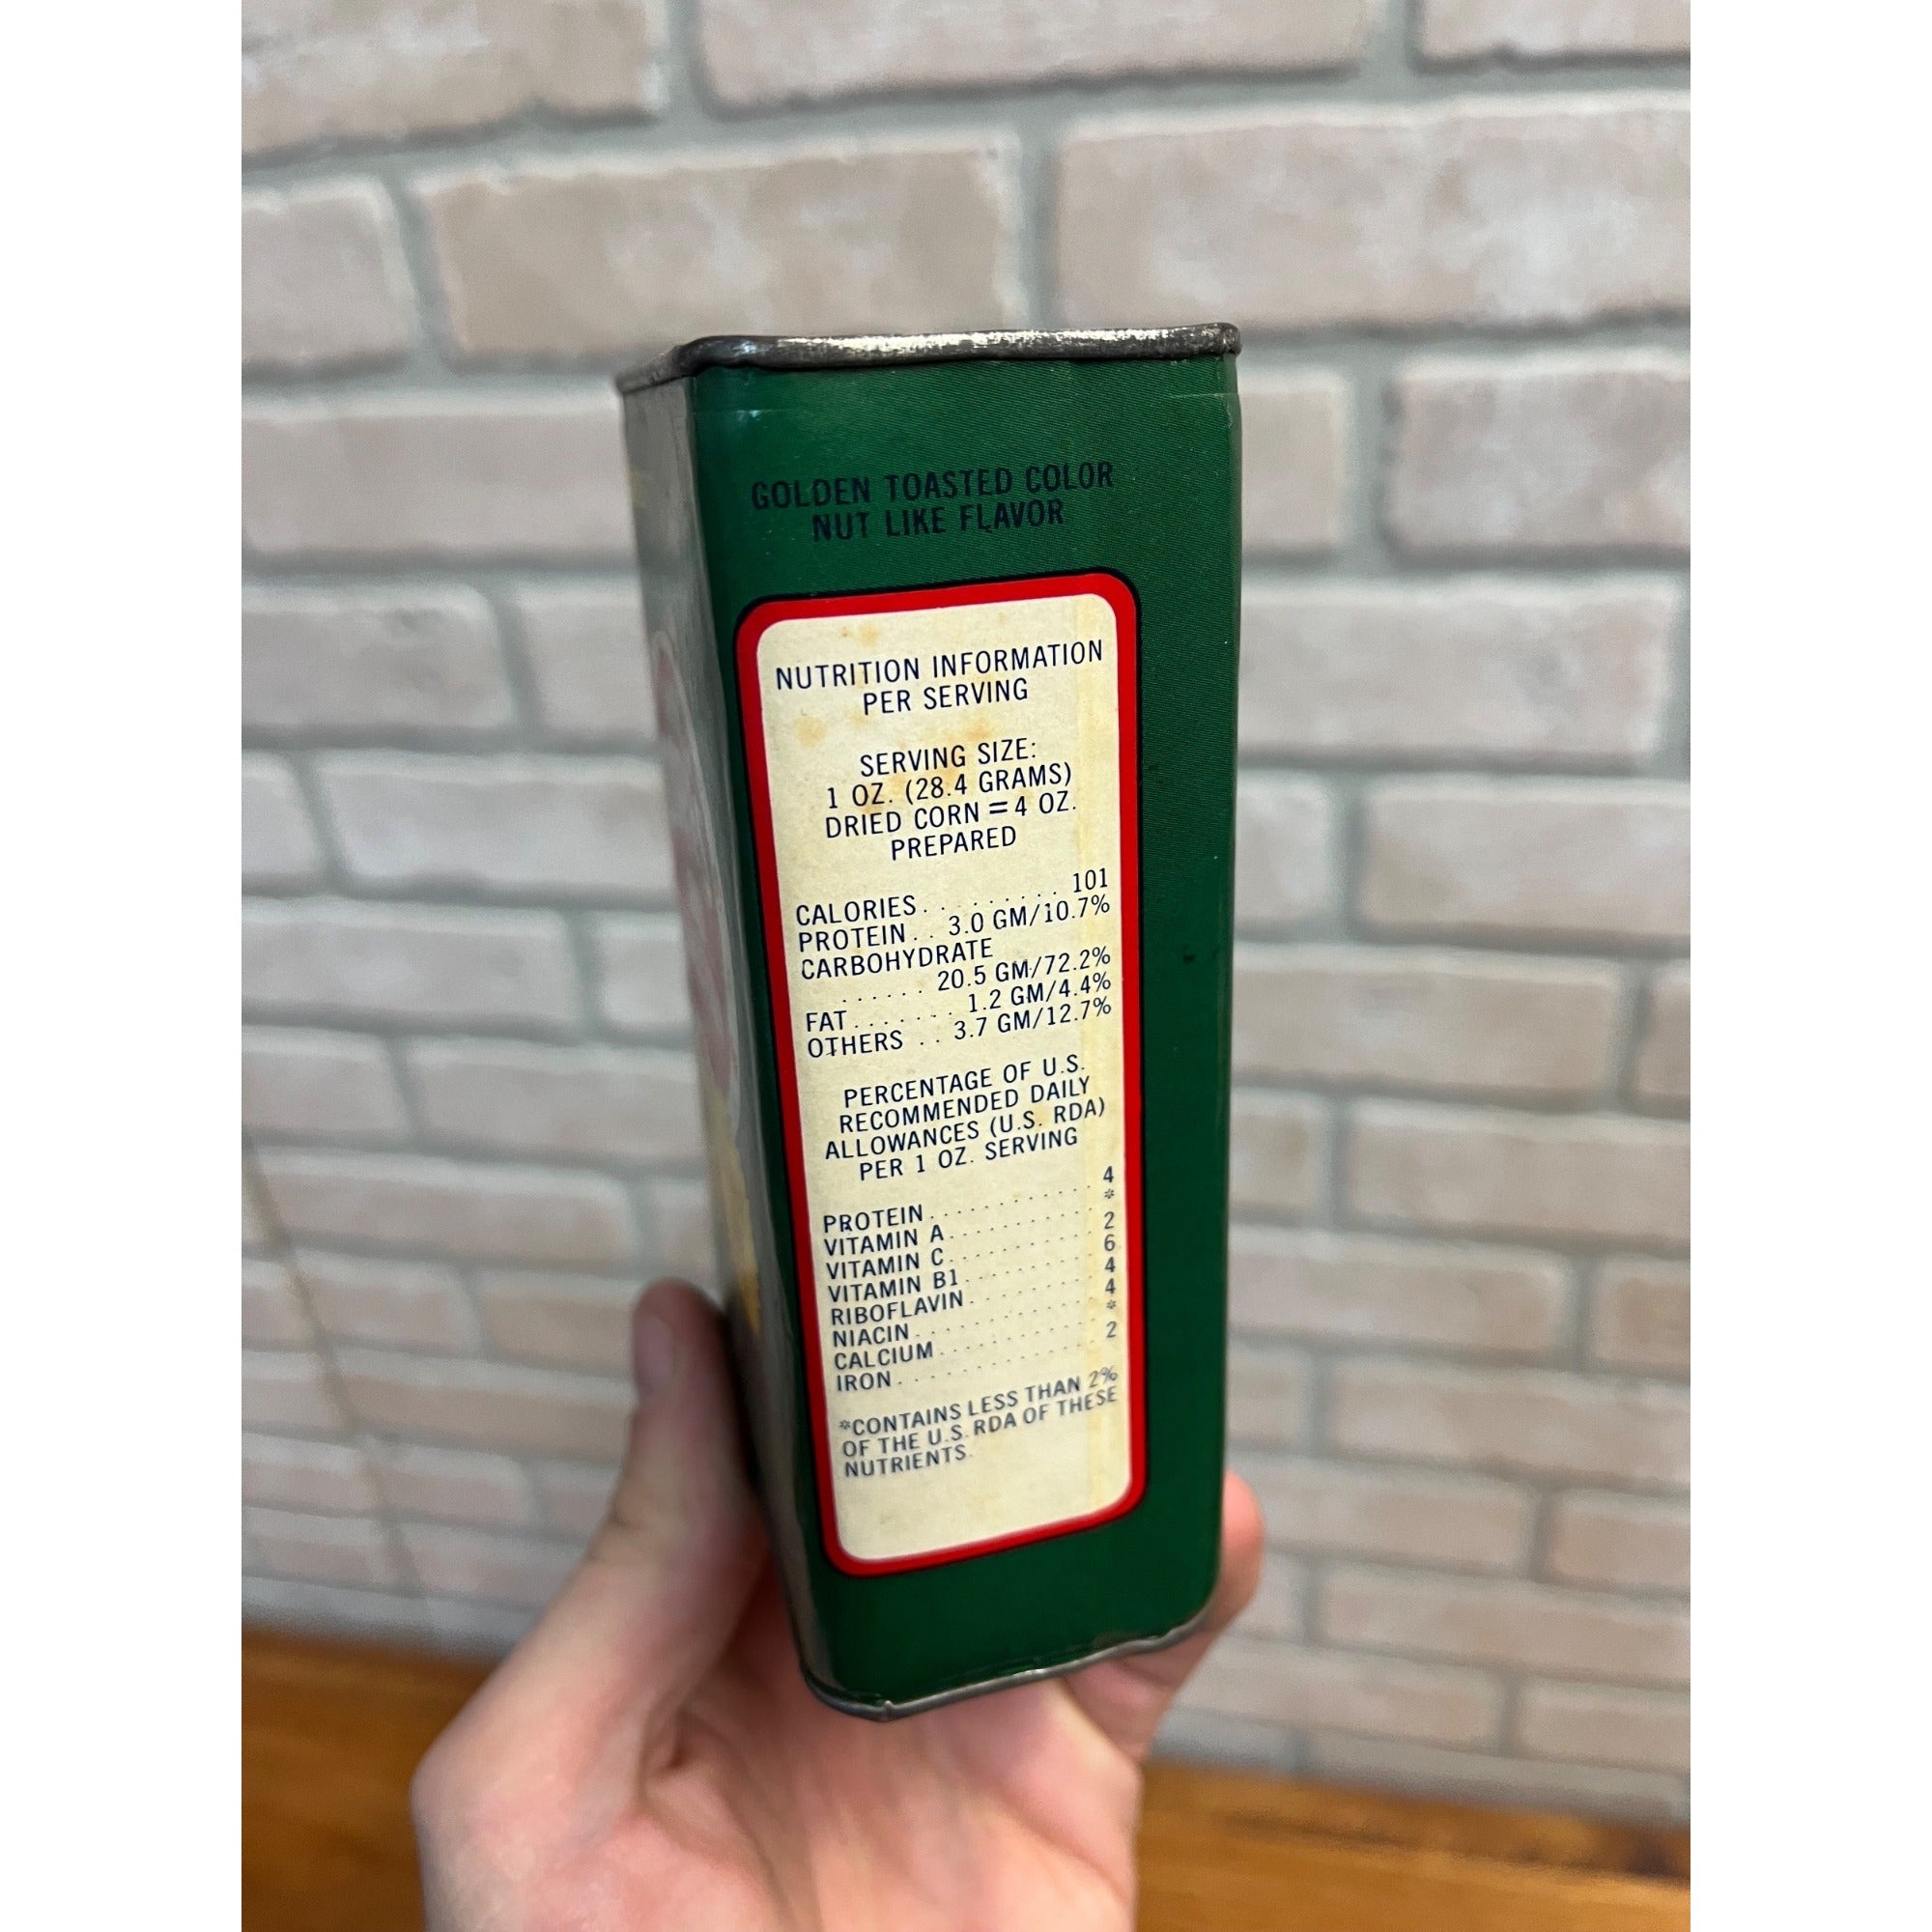 GOLDEN TOASTED COLOR
NUT LIKE FLAVOR
NUTRITION INFORMATION
PER SERVING
SERVING SIZE:
1 OZ. (28.4 GRAMS)
DRIED CORN = 4 OZ.
PREPARED
CALORIES . . . . . . . . . 101
PROTEIN . . 3.0 GM/10.7%
CARBOHYDRATE
. . . . . . 20.5 GM/72.2%
FAT . . . . . . . 1.2 GM/4.4%
OTHERS . . 3.7 GM/12.7%
PERCENTAGE OF U.S.
RECOMMENDED DAILY
ALLOWANCES (U.S. RDA)
PER 1 OZ. SERVING
PROTEIN . . . . . . . . . . . . 4
VITAMIN A . . . . . . . . . . . *
VITAMIN C . . . . . . . . . . . 2
VITAMIN B1 . . . . . . . . . . 6
RIBOFLAVIN . . . . . . . . . . 4
NIACIN . . . . . . . . . . . . . 4
CALCIUM . . . . . . . . . . . . *
IRON . . . . . . . . . . . . . . 2
*CONTAINS LESS THAN 2%
OF THE U.S. RDA OF THESE
NUTRIENTS.